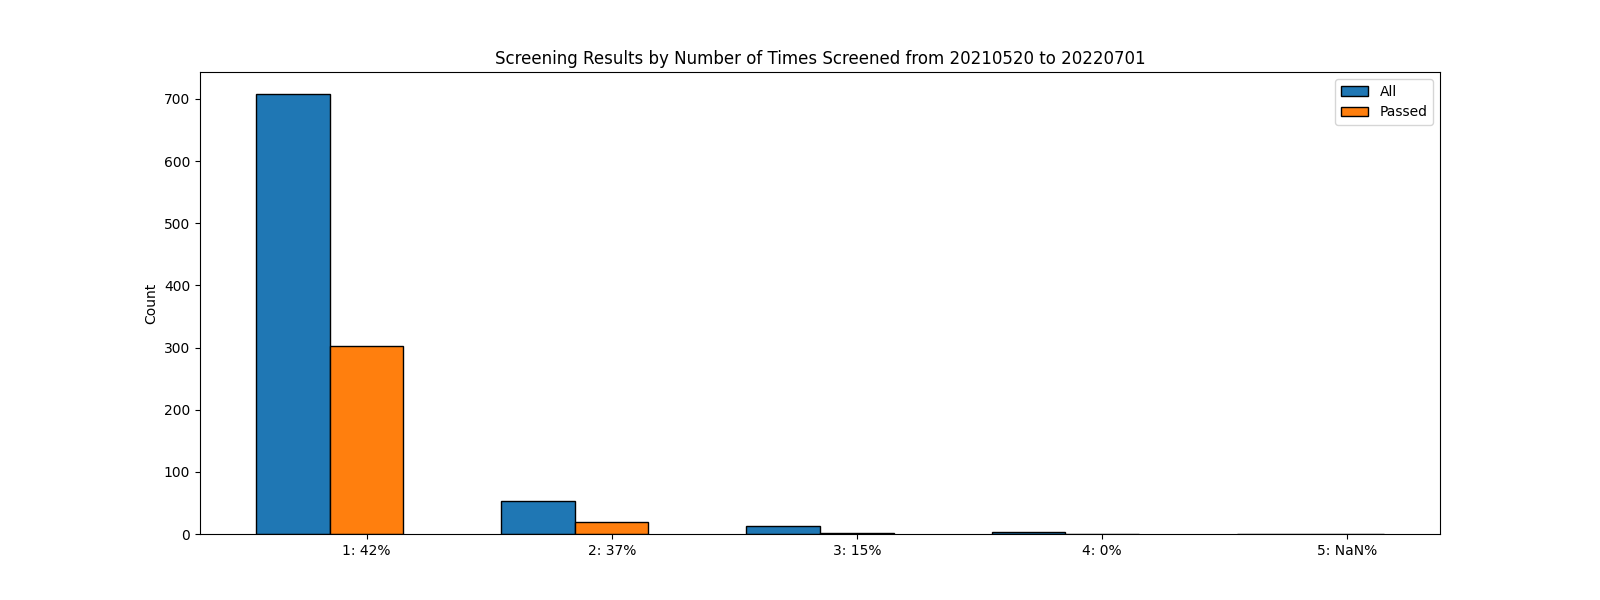 Screening Results by Number of Times Screened from 20210520 to 20220701
All
Passed
700
600
500
400
300
200
100
0
Count
1: 42%
2: 37%
3: 15%
4: 0%
5: NaN%